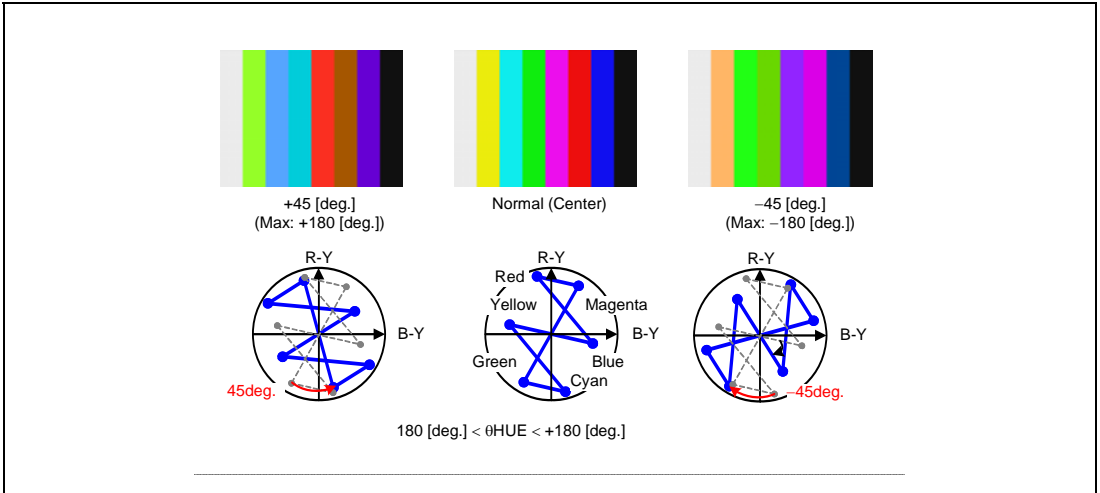 +45 [deg.]
(Max: +180 [deg.])
Normal (Center)
−45 [deg.]
(Max: −180 [deg.])
R-Y
B-Y
45deg.
R-Y
Red
Yellow
Magenta
B-Y
Green
Blue
Cyan
R-Y
B-Y
−45deg.
180 [deg.] < θHUE < +180 [deg.]